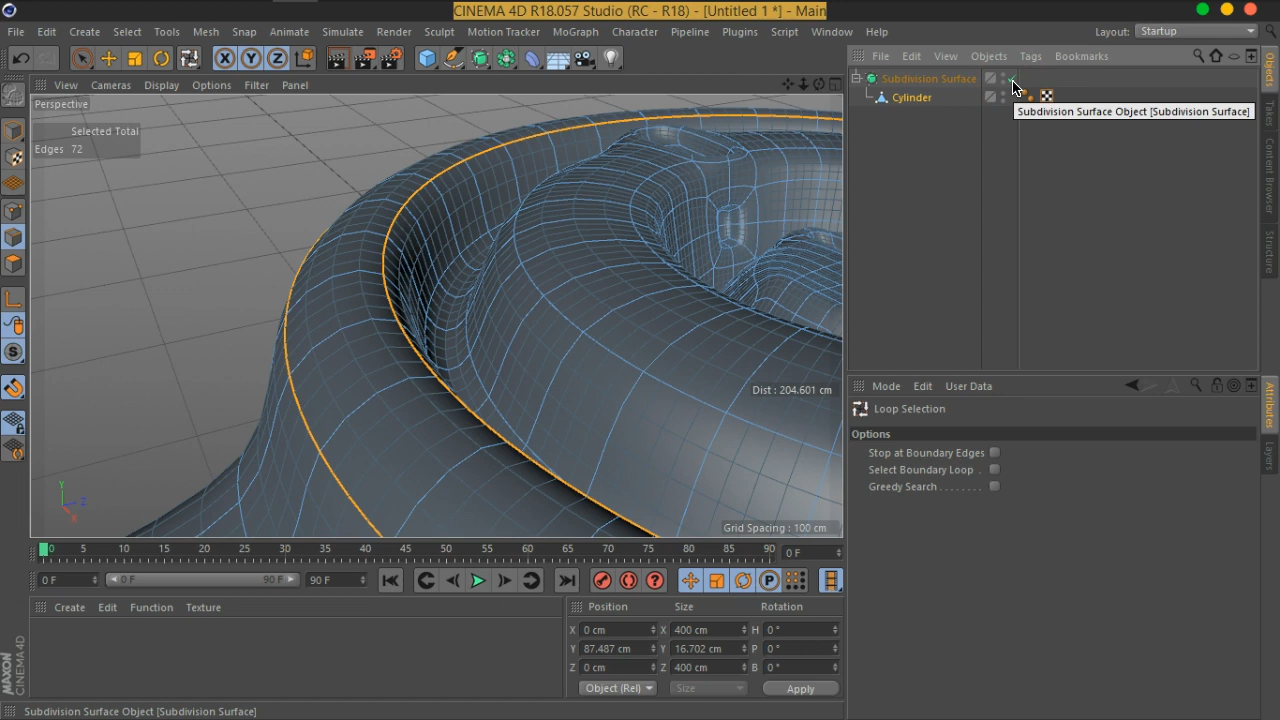 CINEMA 4D R18.057 Studio (RC - R18) - [Untitled 1 *] - Main
File Edit Create Select Tools Mesh Snap Animate Simulate Render Sculpt Motion Tracker MoGraph Character Pipeline Plugins Script Window Help Layout: Startup
X Y Z
View Cameras Display Options Filter Panel
File Edit View Objects Tags Bookmarks
Perspective
Selected Total
Edges 72
Subdivision Surface
Cylinder
Subdivision Surface Object [Subdivision Surface]
Objects
Takes
Content Browser
Structure
Dist : 204.601 cm
Grid Spacing : 100 cm
Y
Z
X
Mode Edit User Data
Loop Selection
Options
Stop at Boundary Edges
Select Boundary Loop .
Greedy Search . . . . . . . .
Attributes
Layers
0 5 10 15 20 25 30 35 40 45 50 55 60 65 70 75 80 85 90 0 F
0 F 0 F 90 F 90 F
P
Create Edit Function Texture
Position Size Rotation
X 0 cm X 400 cm H 0 °
Y 87.487 cm Y 16.702 cm P 0 °
Z 0 cm Z 400 cm B 0 °
Object (Rel) Size Apply
MAXON
CINEMA 4D
Subdivision Surface Object [Subdivision Surface]